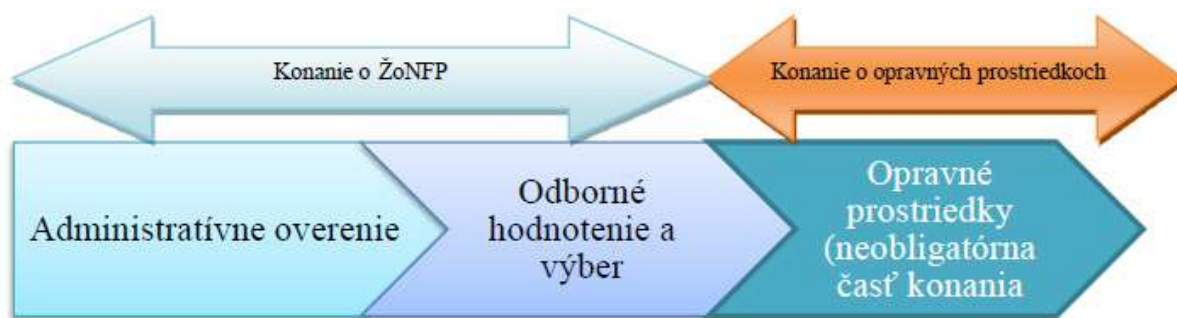 Konanie o ŽoNFP
Konanie o opravných prostriedkoch
Administratívne overenie
Odborné
hodnotenie a
výber
Opravné
prostriedky
(neobligatórna
časť konania